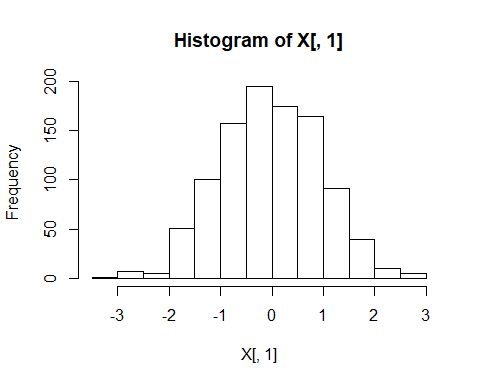 Histogram of X[, 1]
Frequency
200
150
100
50
0
-3 -2 -1 0 1 2 3
X[, 1]